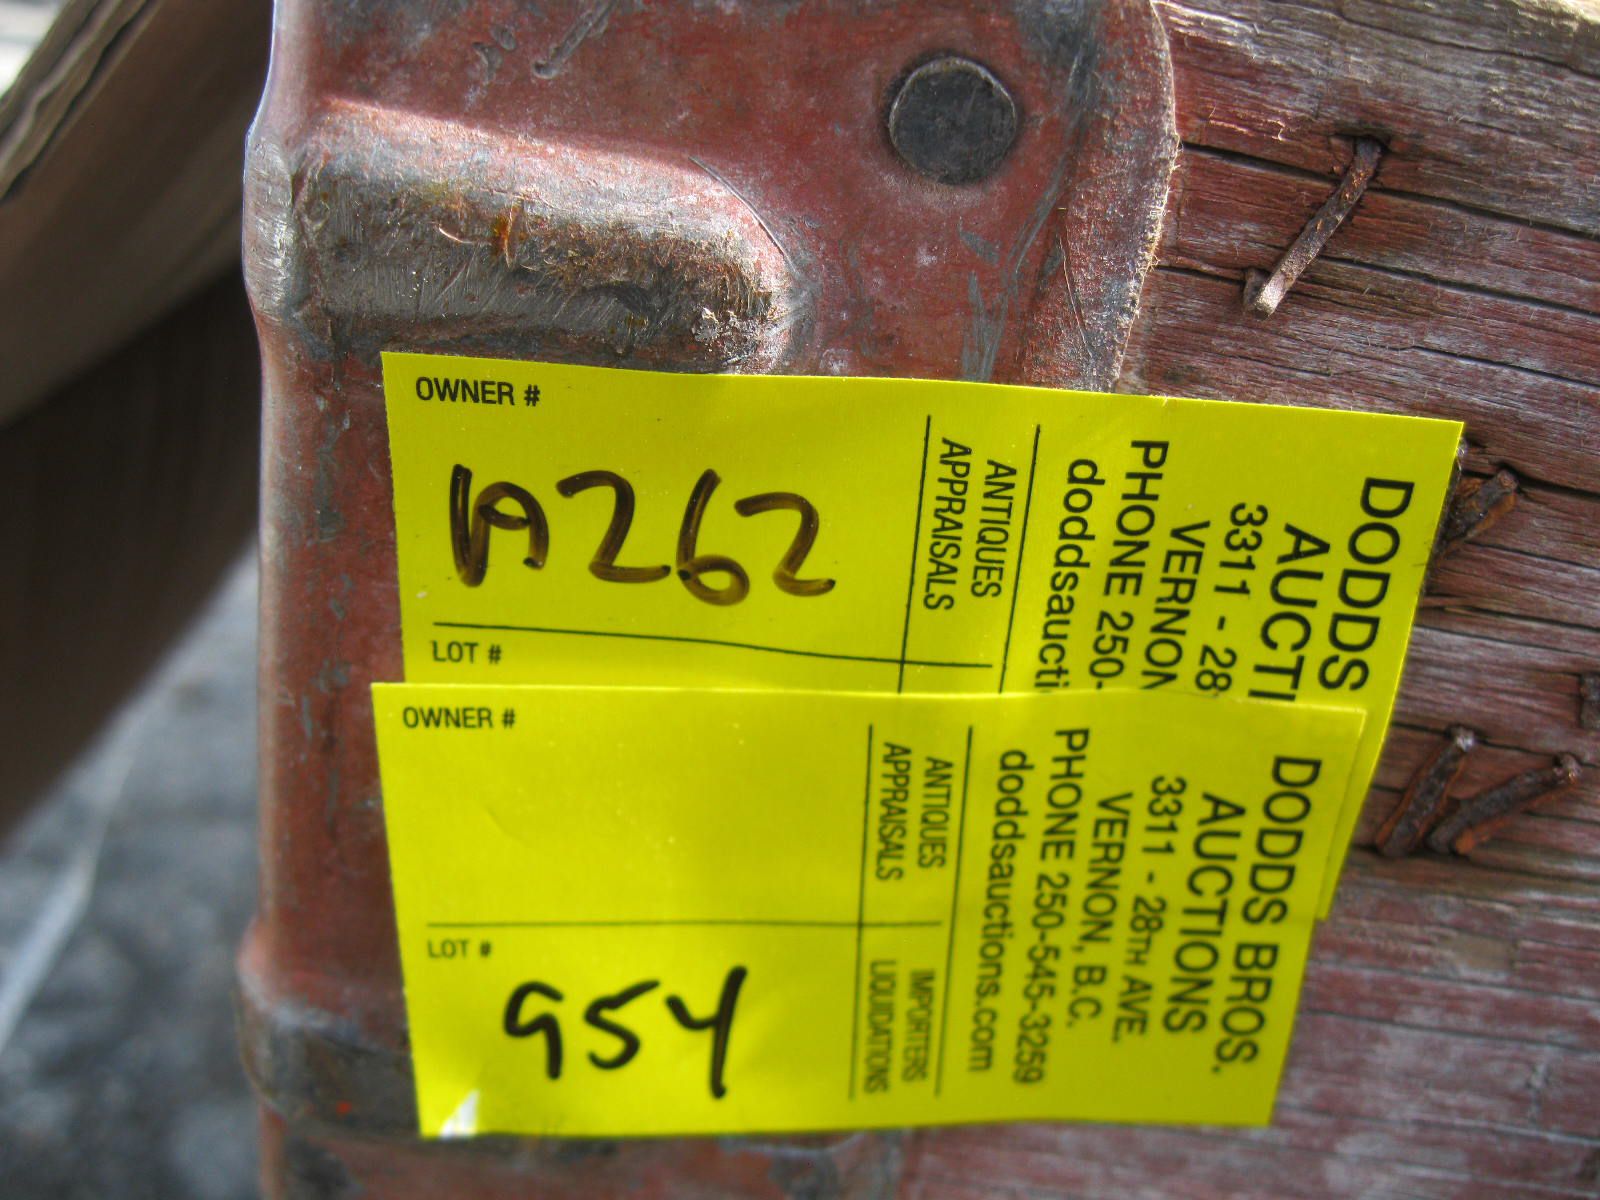 OWNER #
A262
LOT #
ANTIQUES
APPRAISALS
DODDS
AUCTI
3311 - 28
VERNON
PHONE 250-
doddsaucti
OWNER #
LOT #
954
ANTIQUES IMPORTERS
APPRAISALS LIQUIDATIONS
DODDS BROS.
AUCTIONS
3311 - 28TH AVE.
VERNON, B.C.
PHONE 250-545-3259
doddsauctions.com